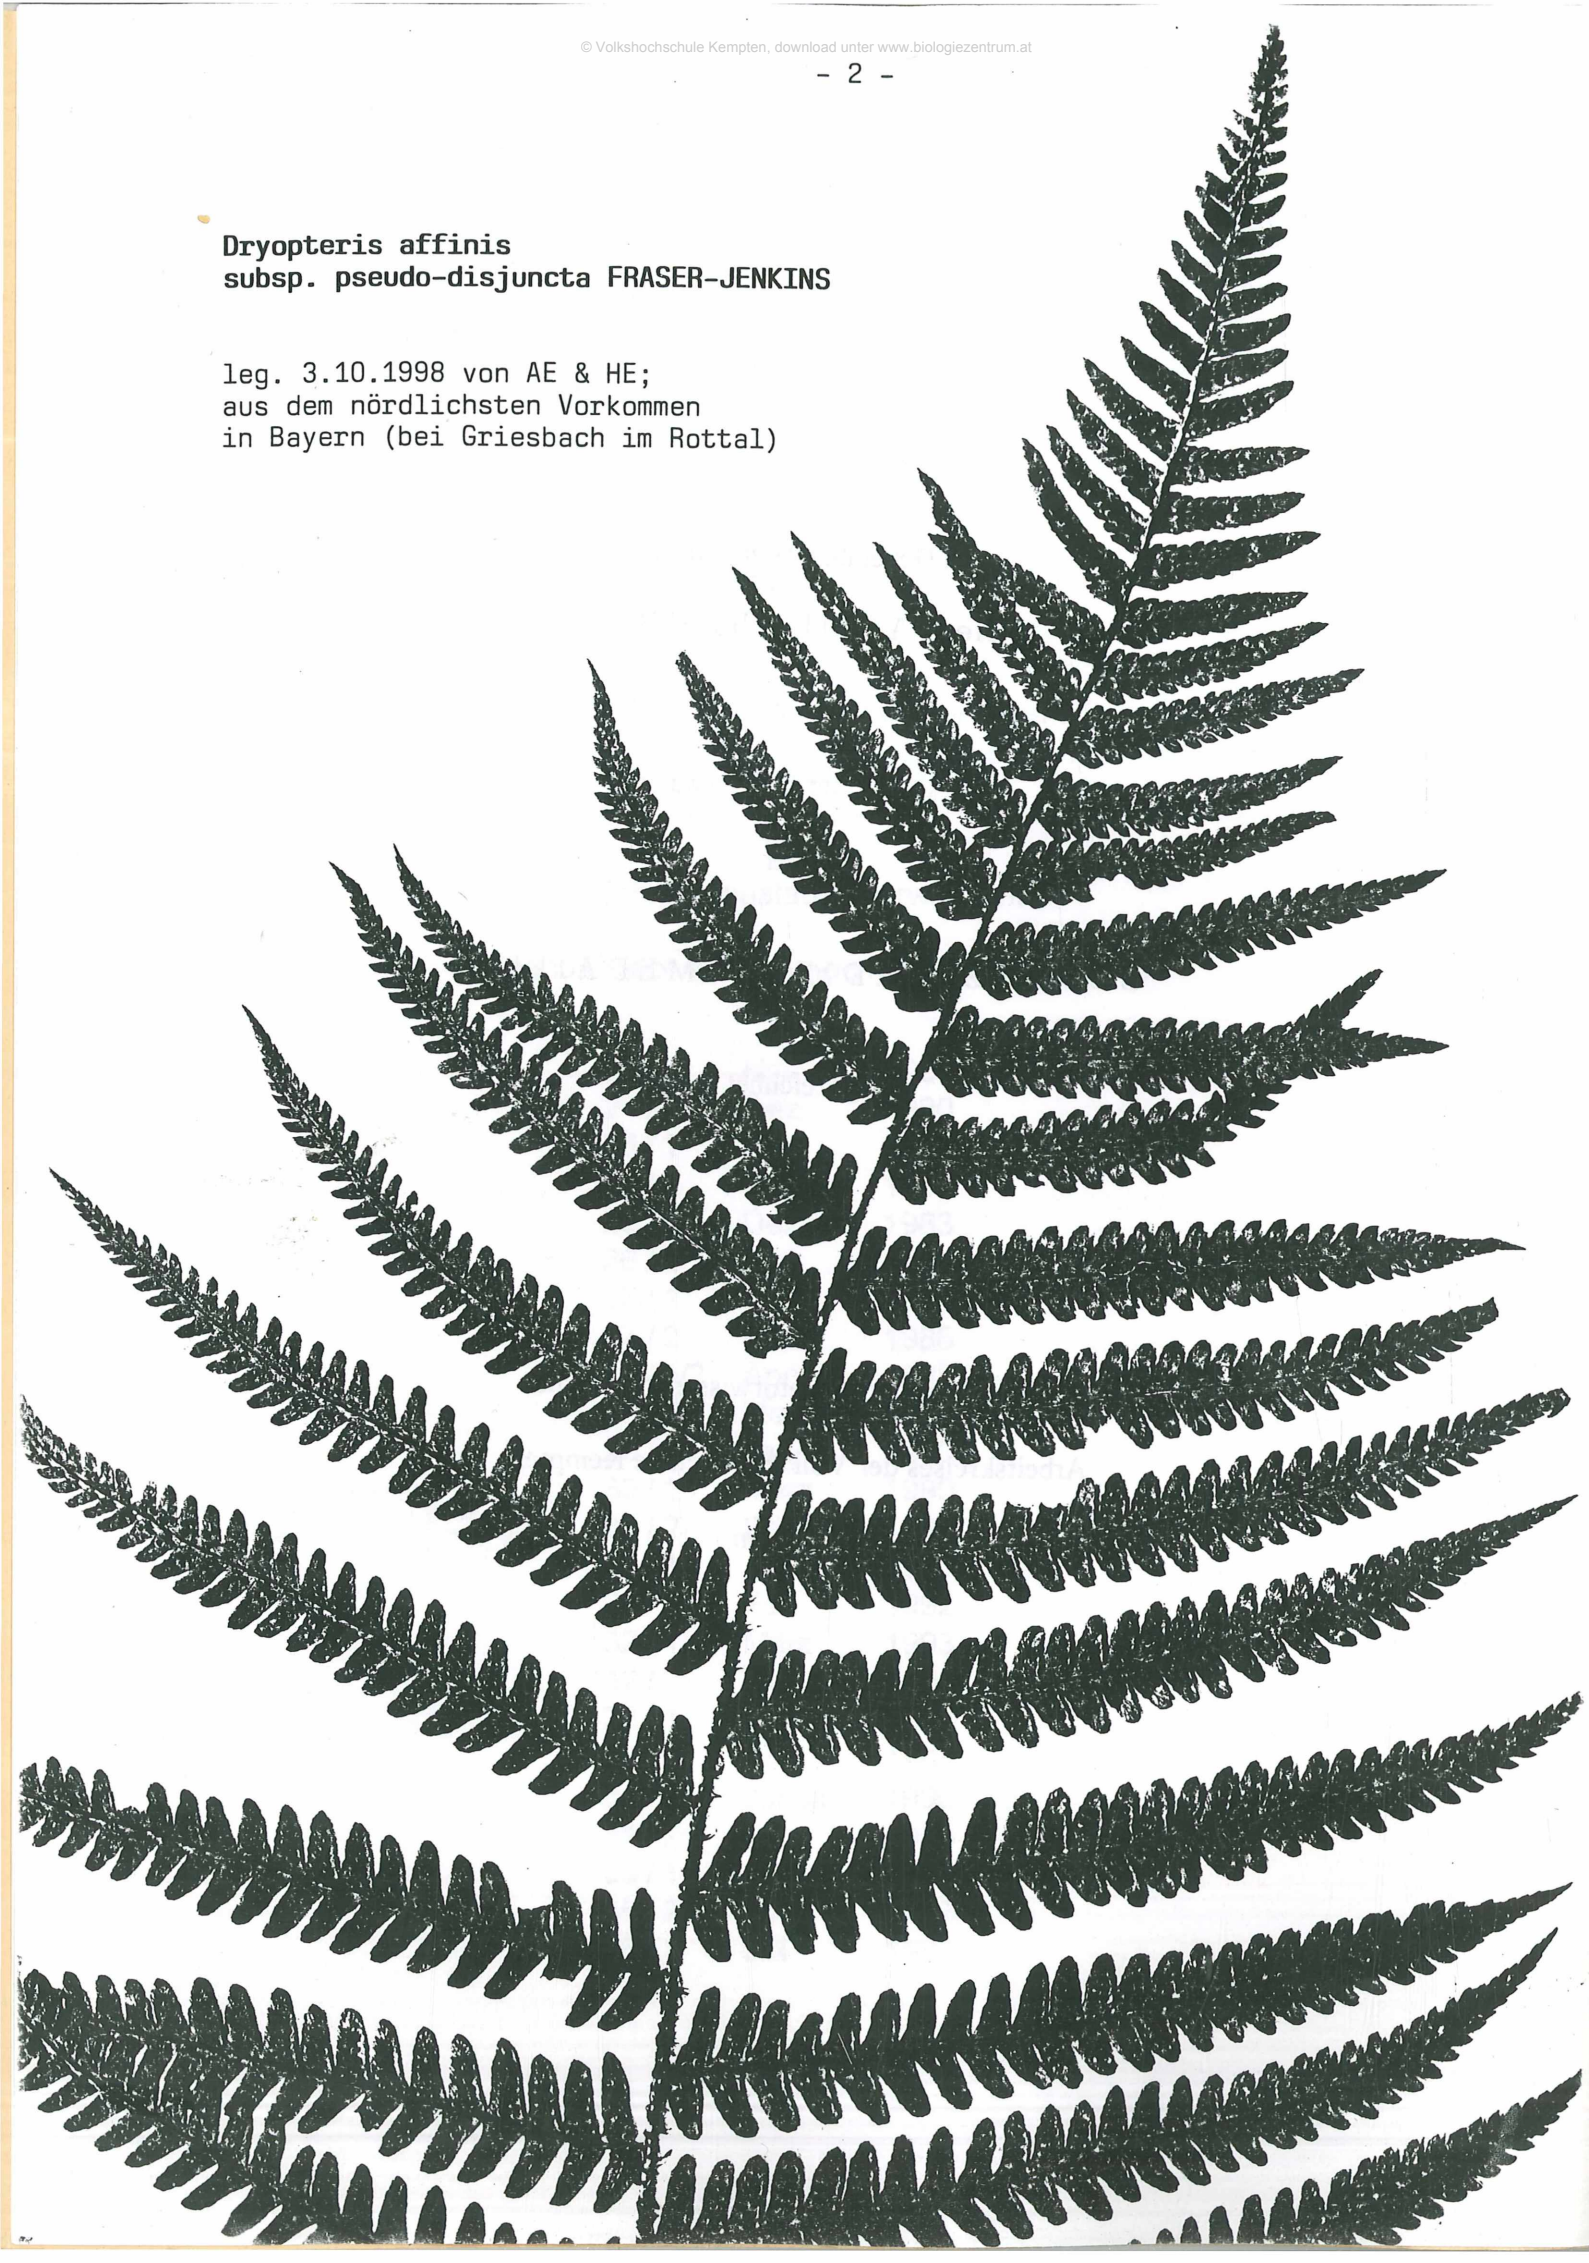 © Volkshochschule Kempten, download unter www.biologiezentrum.at
- 2 -
Dryopteris affinis
subsp. pseudo-disjuncta FRASER-JENKINS
leg. 3.10.1998 von AE & HE;
aus dem nördlichsten Vorkommen
in Bayern (bei Griesbach im Rottal)